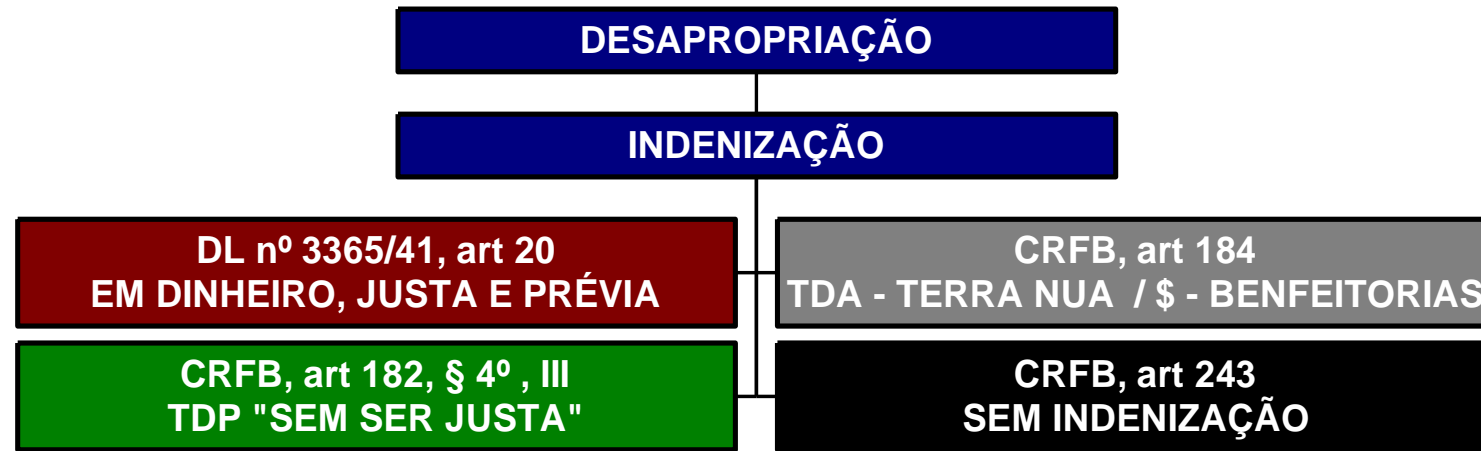 DESAPROPRIAÇÃO
INDENIZAÇÃO
DL nº 3365/41, art 20
EM DINHEIRO, JUSTA E PRÉVIA
CRFB, art 184
TDA - TERRA NUA / $ - BENFEITORIAS
CRFB, art 182, § 4º , III
TDP "SEM SER JUSTA"
CRFB, art 243
SEM INDENIZAÇÃO